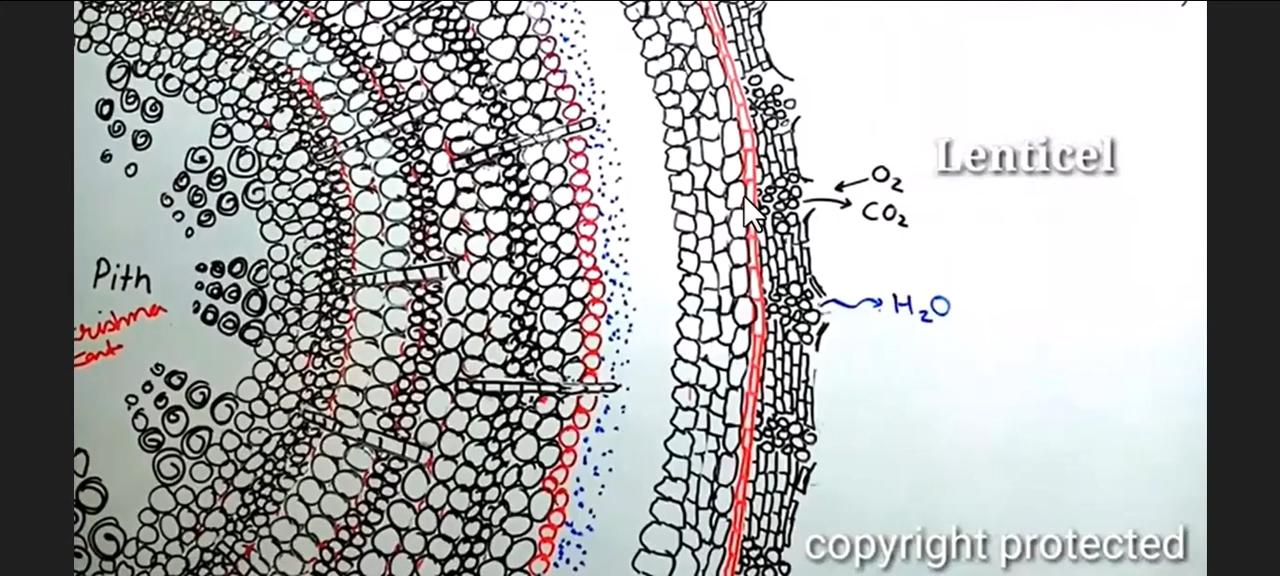 Lenticel
O₂
CO₂
Pith
H₂O
copyright protected